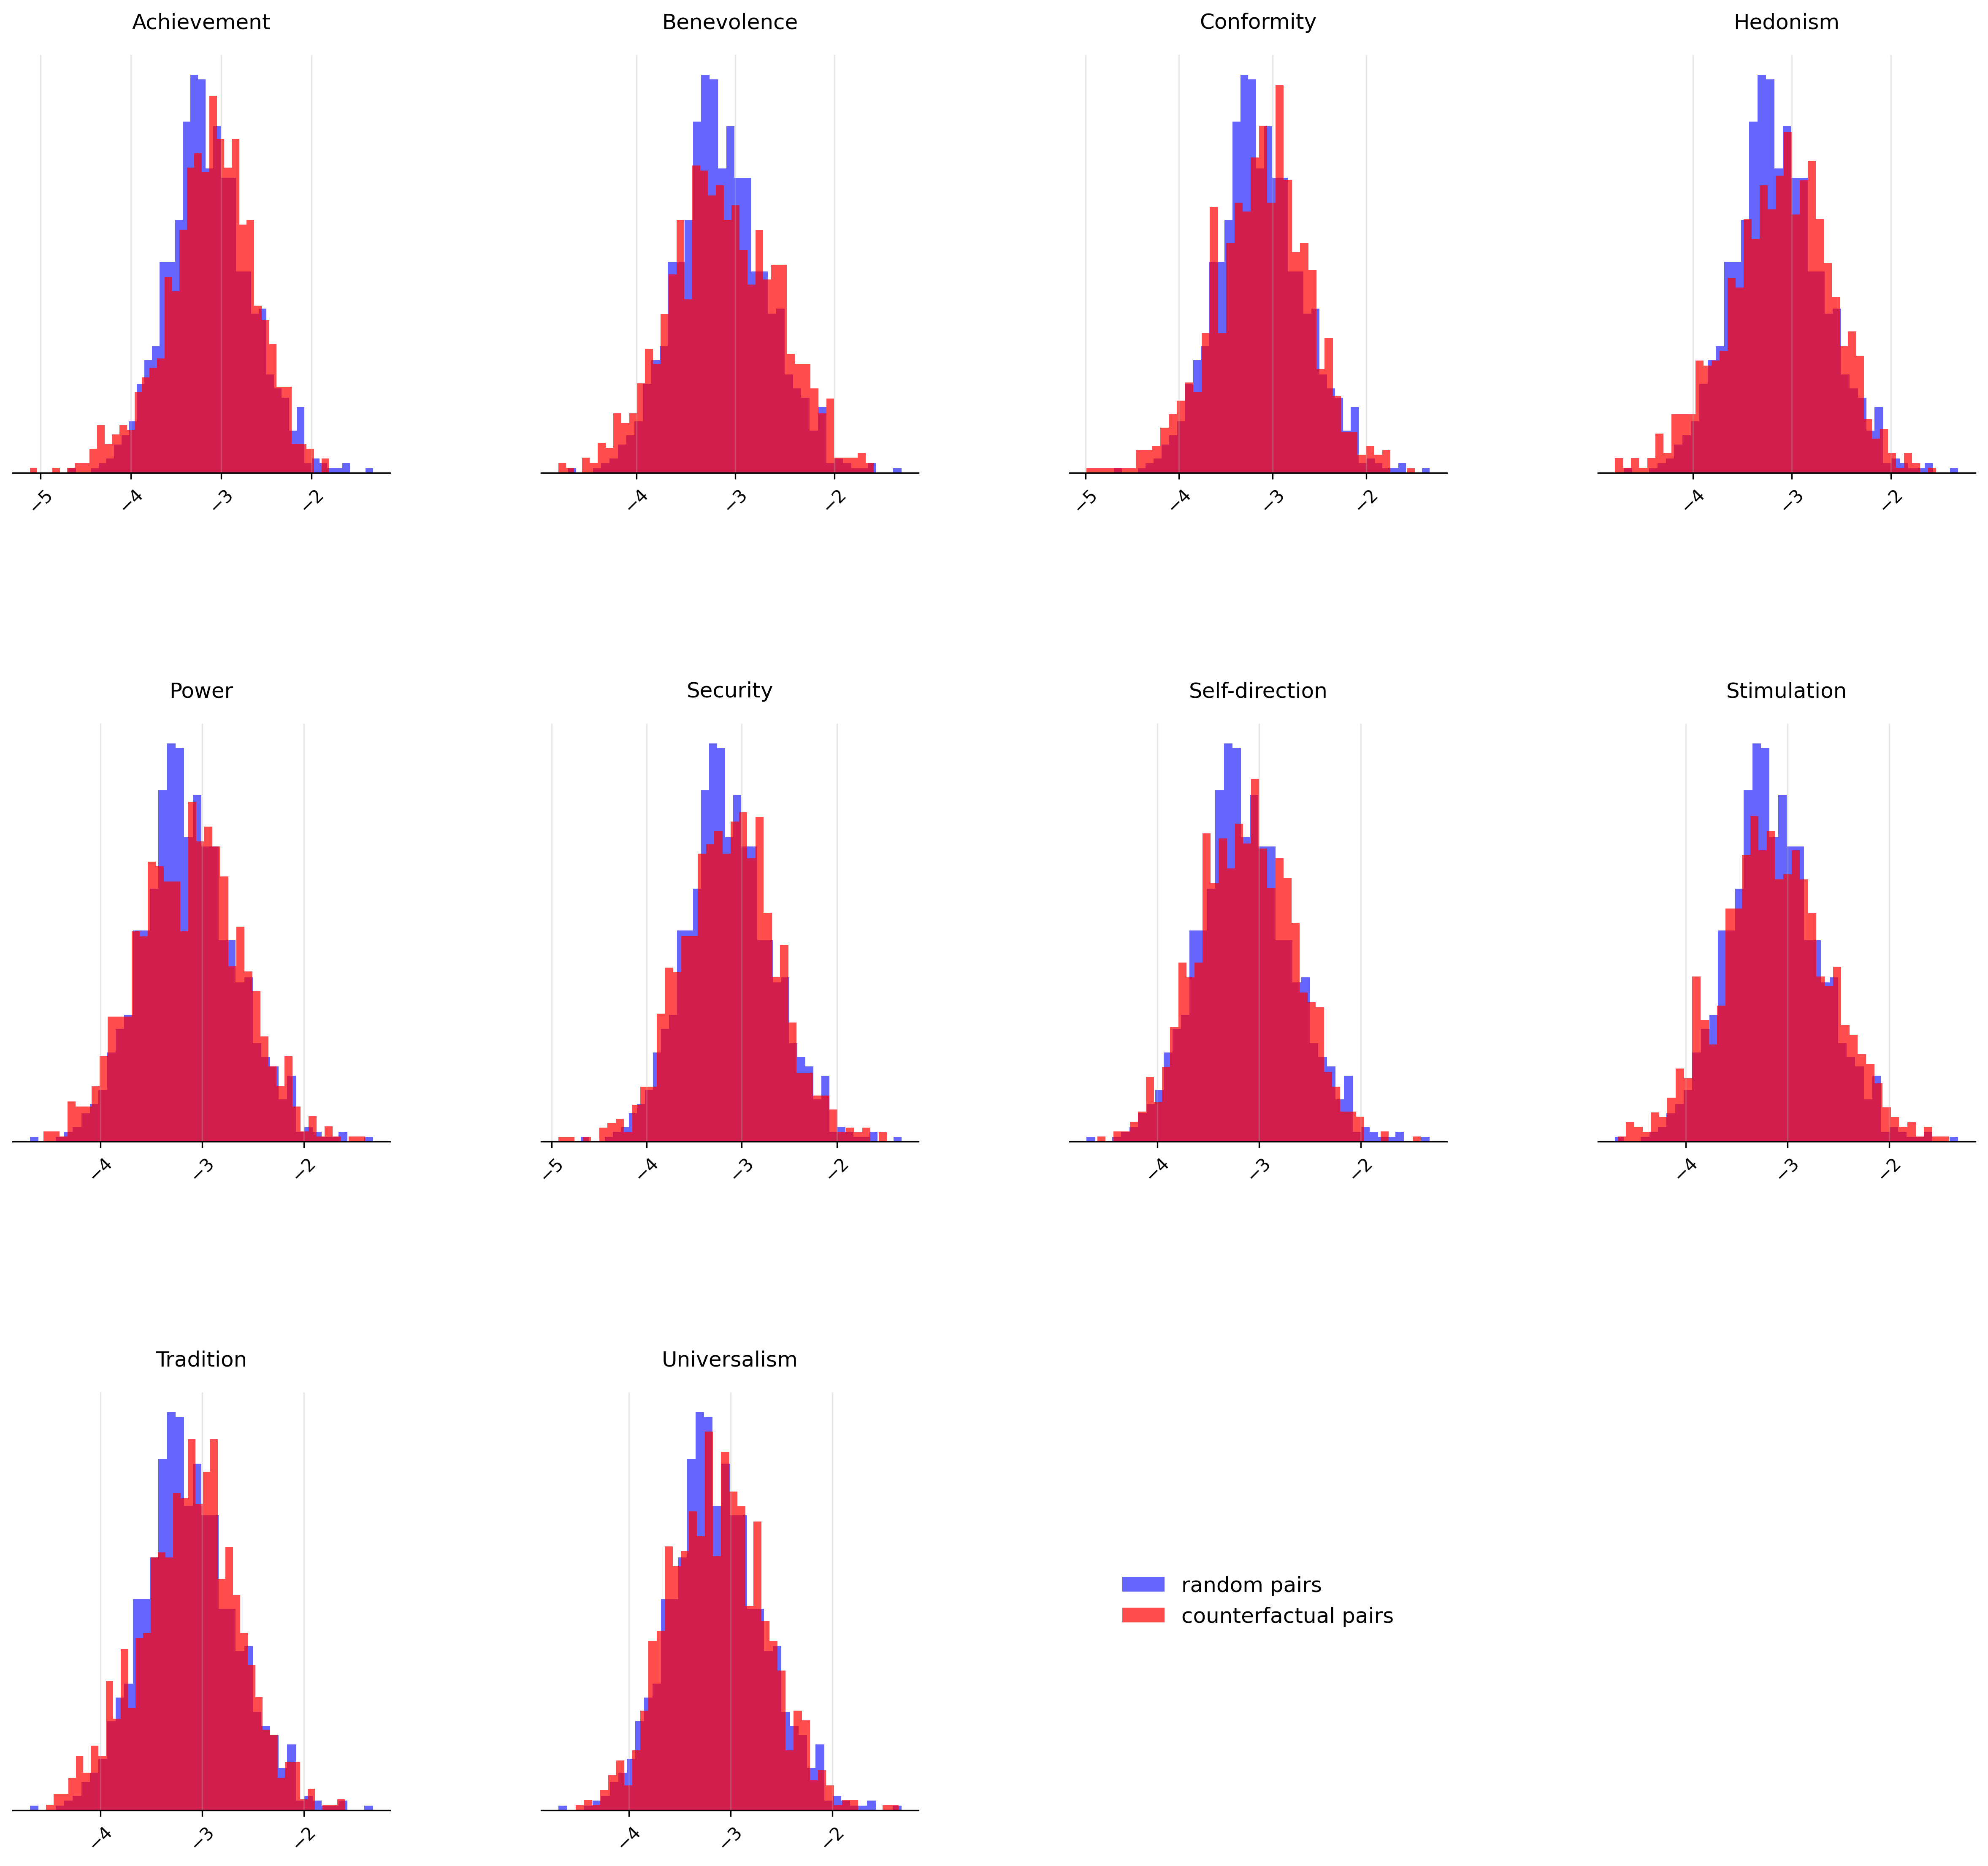 Achievement
Benevolence
Conformity
Hedonism
−5 −4 −3 −2
−4 −3 −2
−5 −4 −3 −2
−4 −3 −2
Power
Security
Self-direction
Stimulation
−4 −3 −2
−5 −4 −3 −2
−4 −3 −2
−4 −3 −2
Tradition
Universalism
random pairs
counterfactual pairs
−4 −3 −2
−4 −3 −2